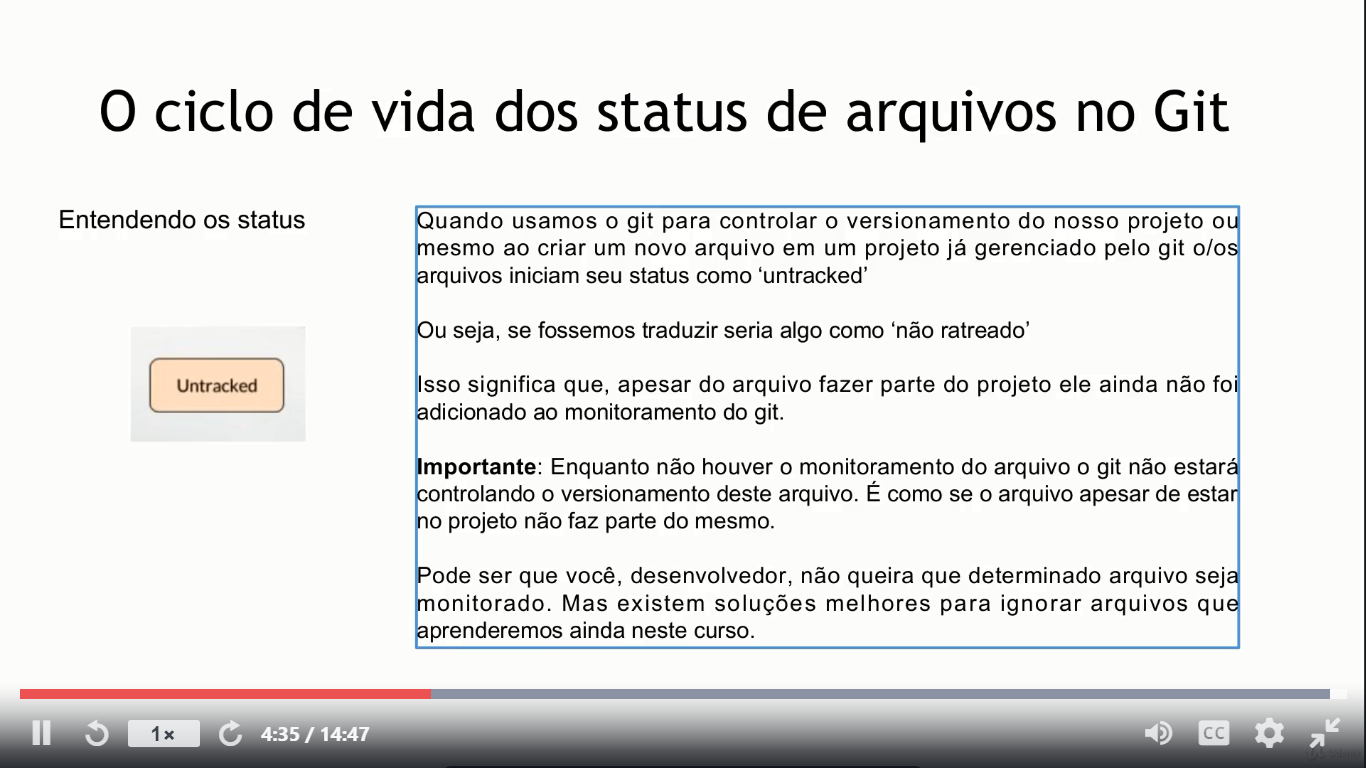 O ciclo de vida dos status de arquivos no Git
Entendendo os status
Untracked
Quando usamos o git para controlar o versionamento do nosso projeto ou
mesmo ao criar um novo arquivo em um projeto já gerenciado pelo git o/os
arquivos iniciam seu status como ‘untracked’
Ou seja, se fossemos traduzir seria algo como ‘não ratreado’
Isso significa que, apesar do arquivo fazer parte do projeto ele ainda não foi
adicionado ao monitoramento do git.
Importante: Enquanto não houver o monitoramento do arquivo o git não estará
controlando o versionamento deste arquivo. É como se o arquivo apesar de estar
no projeto não faz parte do mesmo.
Pode ser que você, desenvolvedor, não queira que determinado arquivo seja
monitorado. Mas existem soluções melhores para ignorar arquivos que
aprenderemos ainda neste curso.
1× 4:35 / 14:47 CC